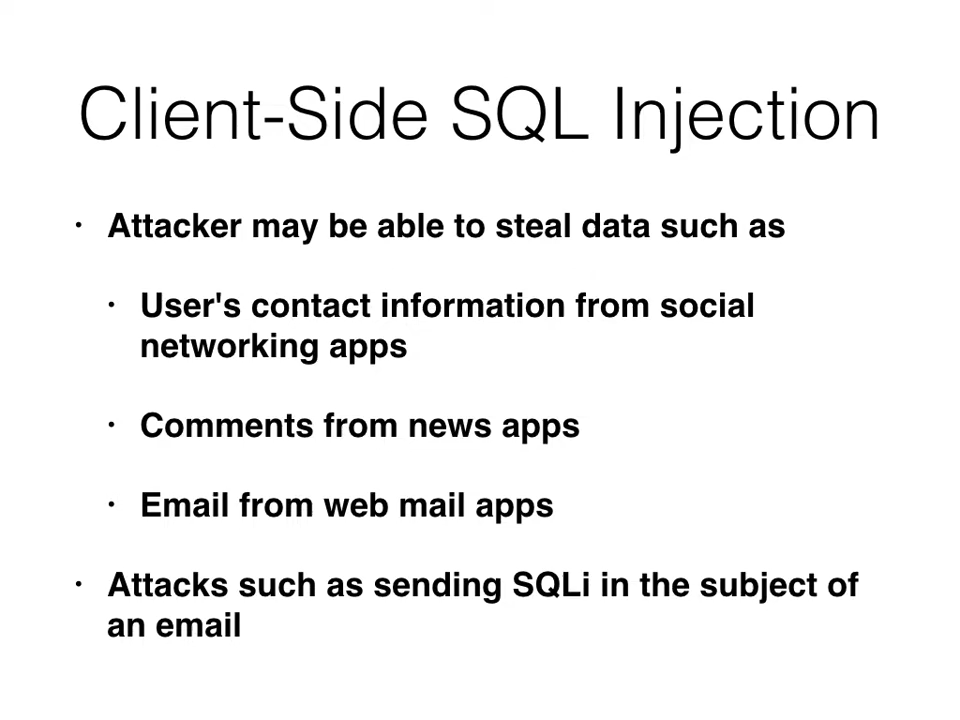 Client-Side SQL Injection
• Attacker may be able to steal data such as
• User's contact information from social
networking apps
• Comments from news apps
• Email from web mail apps
• Attacks such as sending SQLi in the subject of
an email